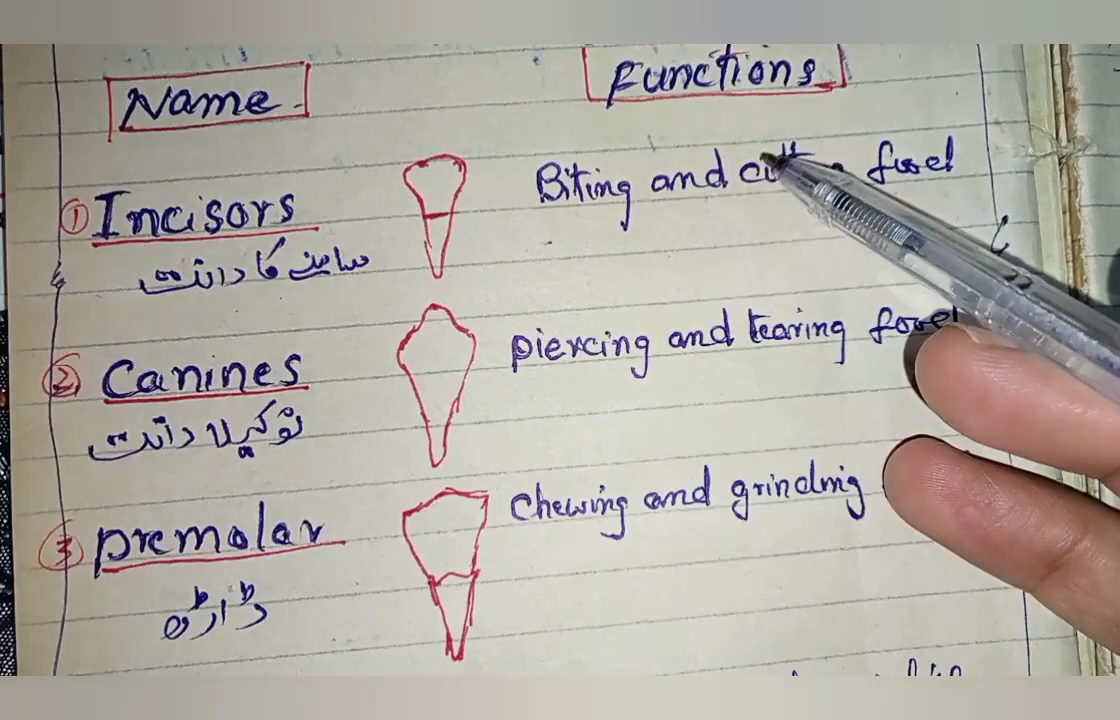 Name
Functions
① Incisors
Biting and food
سامنے کا دانت
② Canines
piercing and tearing food
نوکیلا دانت
③ premolar
chewing and grinding
ڈاڑھ